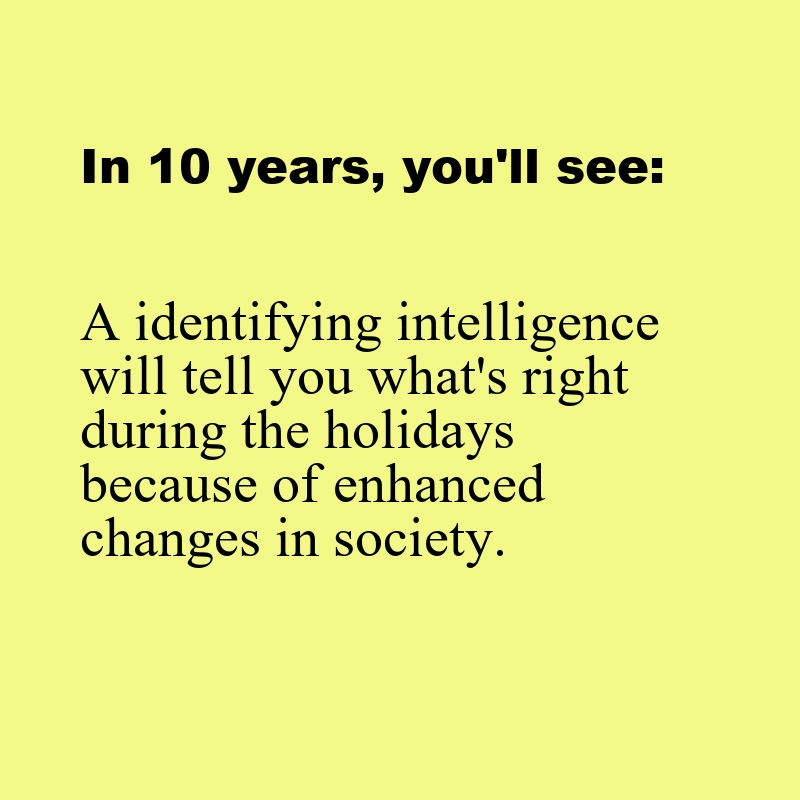 In 10 years, you'll see:
A identifying intelligence
will tell you what's right
during the holidays
because of enhanced
changes in society.